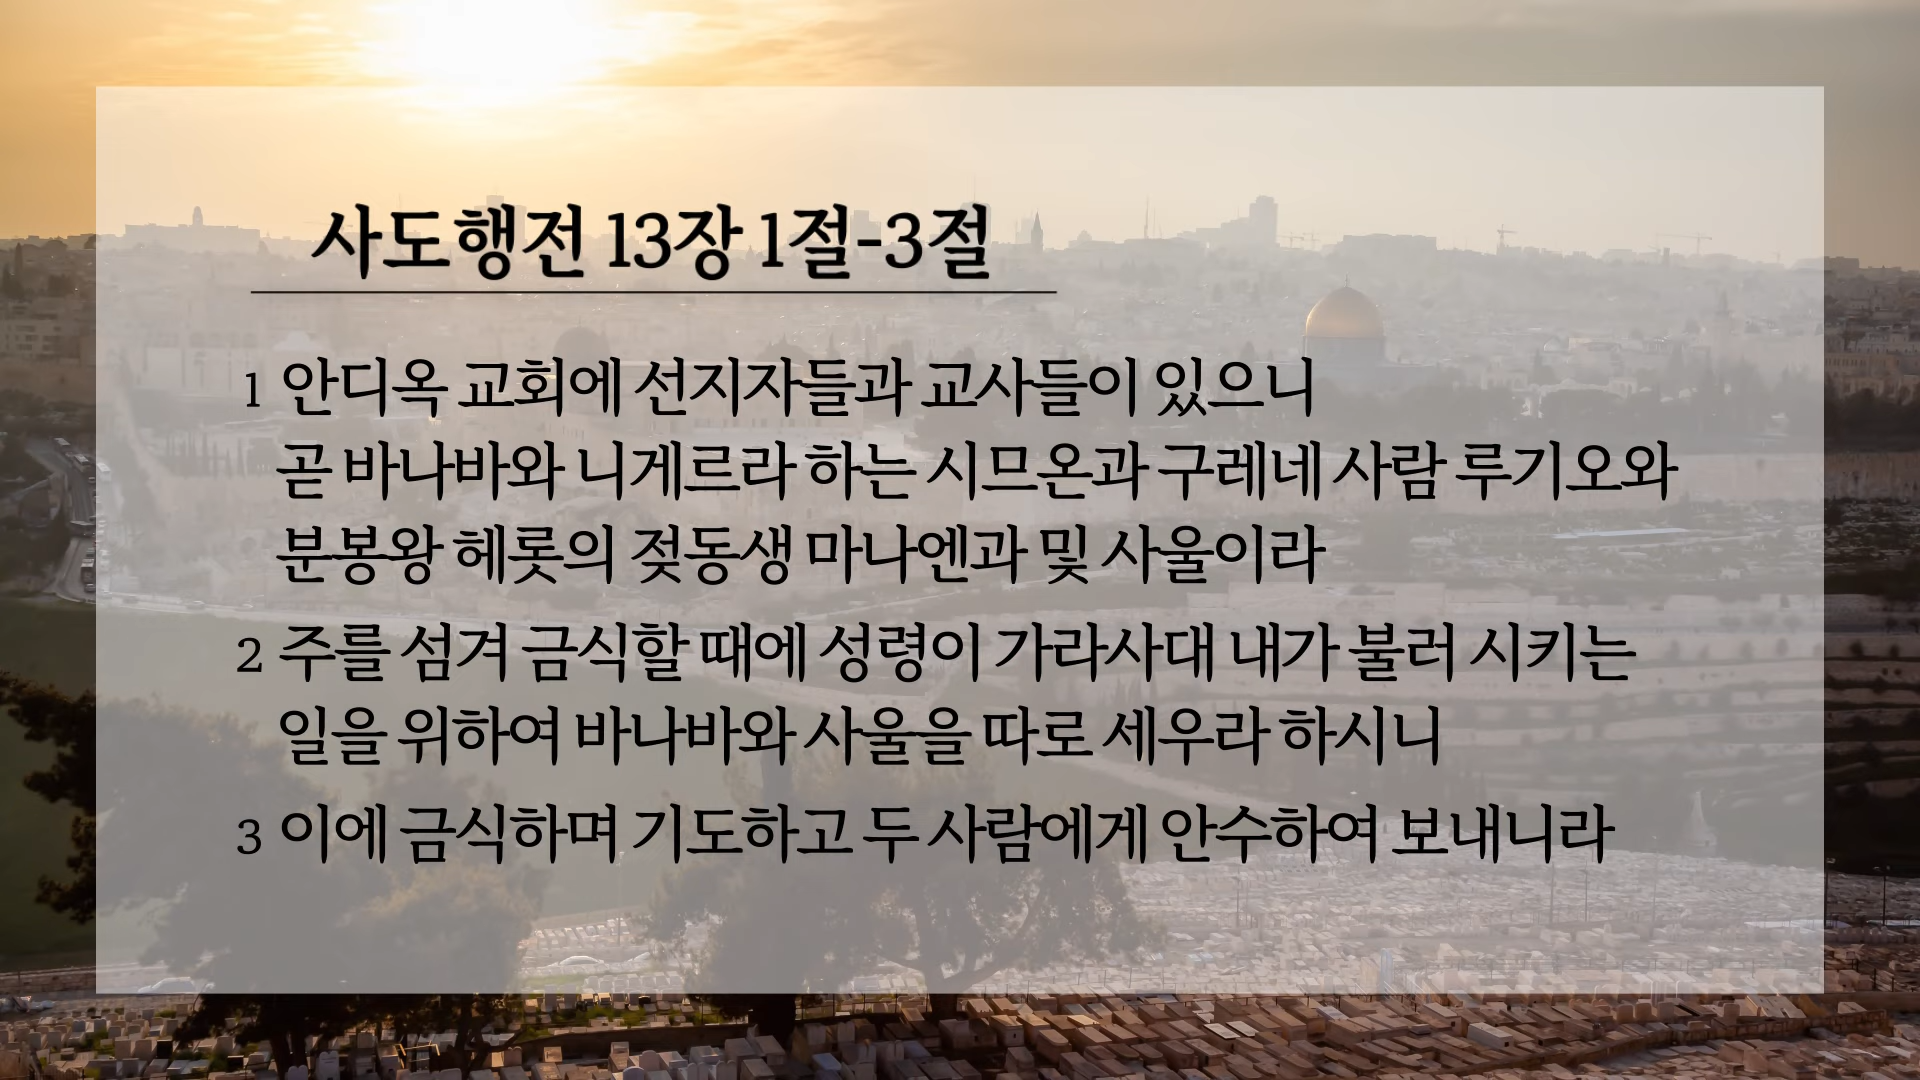 사도행전 13장 1절-3절
1 안디옥 교회에 선지자들과 교사들이 있으니
곧 바나바와 니게르라 하는 시므온과 구레네 사람 루기오와
분봉왕 헤롯의 젖동생 마나엔과 및 사울이라
2 주를 섬겨 금식할 때에 성령이 가라사대 내가 불러 시키는
일을 위하여 바나바와 사울을 따로 세우라 하시니
3 이에 금식하며 기도하고 두 사람에게 안수하여 보내니라